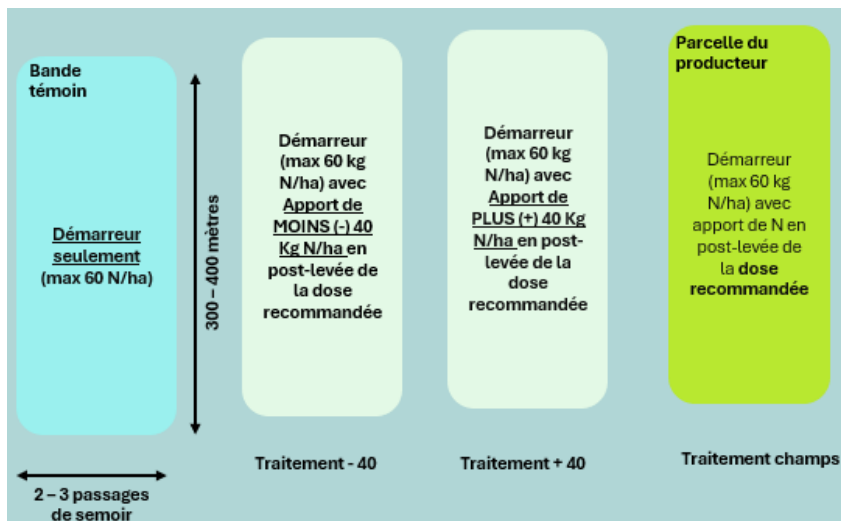 Bande
témoin
Démarreur
seulement
(max 60 N/ha)
300 – 400 mètres
2 – 3 passages
de semoir
Démarreur
(max 60 kg
N/ha) avec
Apport de
MOINS (-) 40
Kg N/ha en
post-levée de
la dose
recommandée
Traitement - 40
Démarreur
(max 60 kg
N/ha) avec
Apport de
PLUS (+) 40 Kg
N/ha en post-
levée de la
dose
recommandée
Traitement + 40
Parcelle du
producteur
Démarreur
(max 60 kg
N/ha) avec
apport de N en
post-levée de
la dose
recommandée
Traitement champs